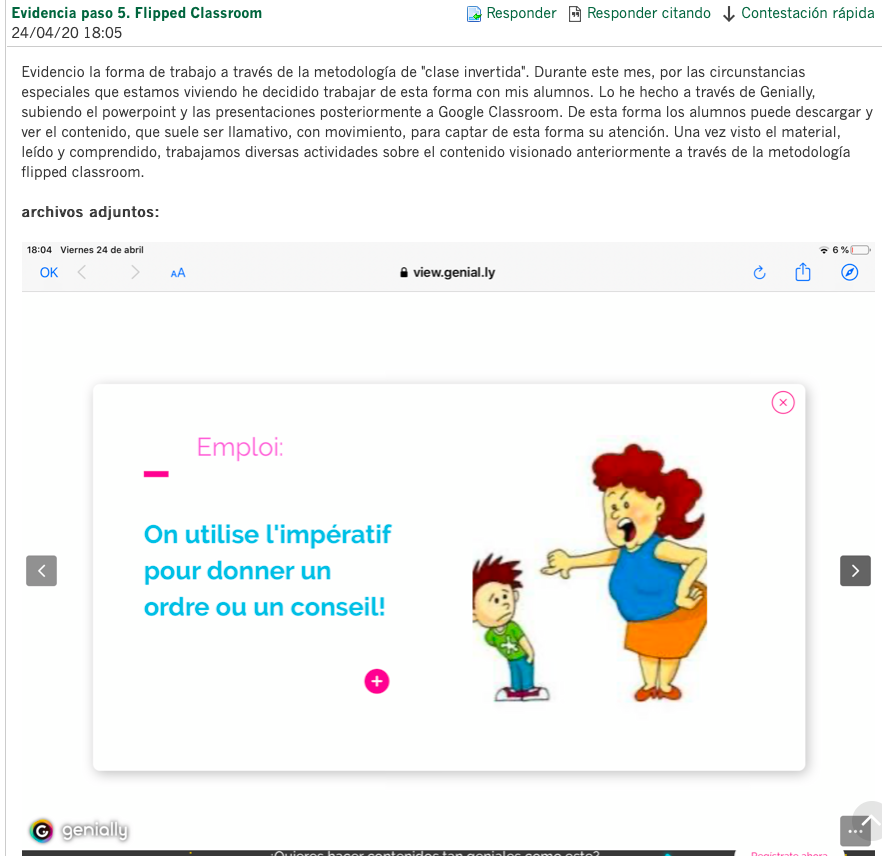 Evidencia paso 5. Flipped Classroom
Responder Responder citando Contestación rápida
24/04/20 18:05
Evidencio la forma de trabajo a través de la metodología de "clase invertida". Durante este mes, por las circunstancias
especiales que estamos viviendo he decidido trabajar de esta forma con mis alumnos. Lo he hecho a través de Genially,
subiendo el powerpoint y las presentaciones posteriormente a Google Classroom. De esta forma los alumnos puede descargar y
ver el contenido, que suele ser llamativo, con movimiento, para captar de esta forma su atención. Una vez visto el material,
leído y comprendido, trabajamos diversas actividades sobre el contenido visionado anteriormente a través de la metodología
flipped classroom.
archivos adjuntos:
18:04 Viernes 24 de abril 6 %
OK AA view.genial.ly
Emploi:
On utilise l'impératif
pour donner un
ordre ou un conseil!
genially
¿Quieres hacer contenidos tan geniales como este? Regístrate ahora